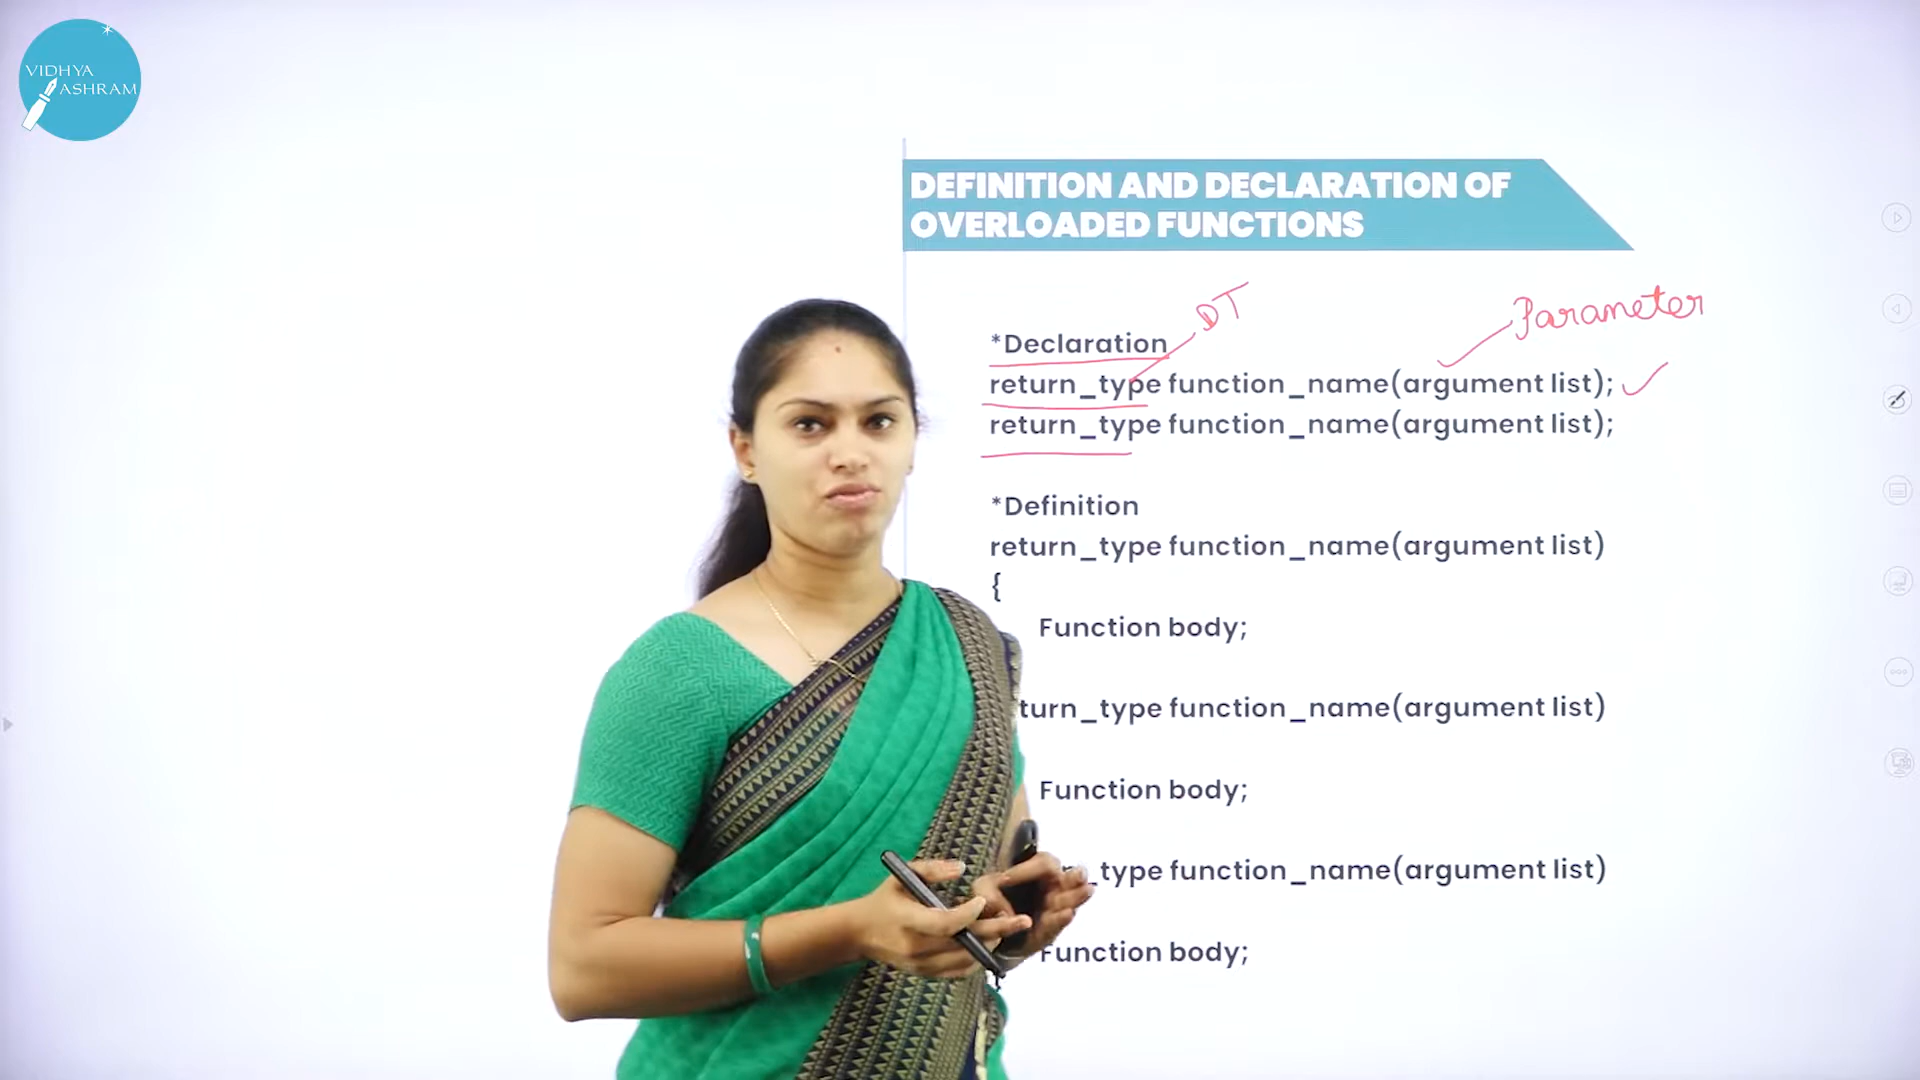 VIDHYA
ASHRAM
DEFINITION AND DECLARATION OF
OVERLOADED FUNCTIONS
DT
Parameter
*Declaration
return_type function_name(argument list);
return_type function_name(argument list);
*Definition
return_type function_name(argument list)
{
Function body;
turn_type function_name(argument list)
Function body;
_type function_name(argument list)
Function body;